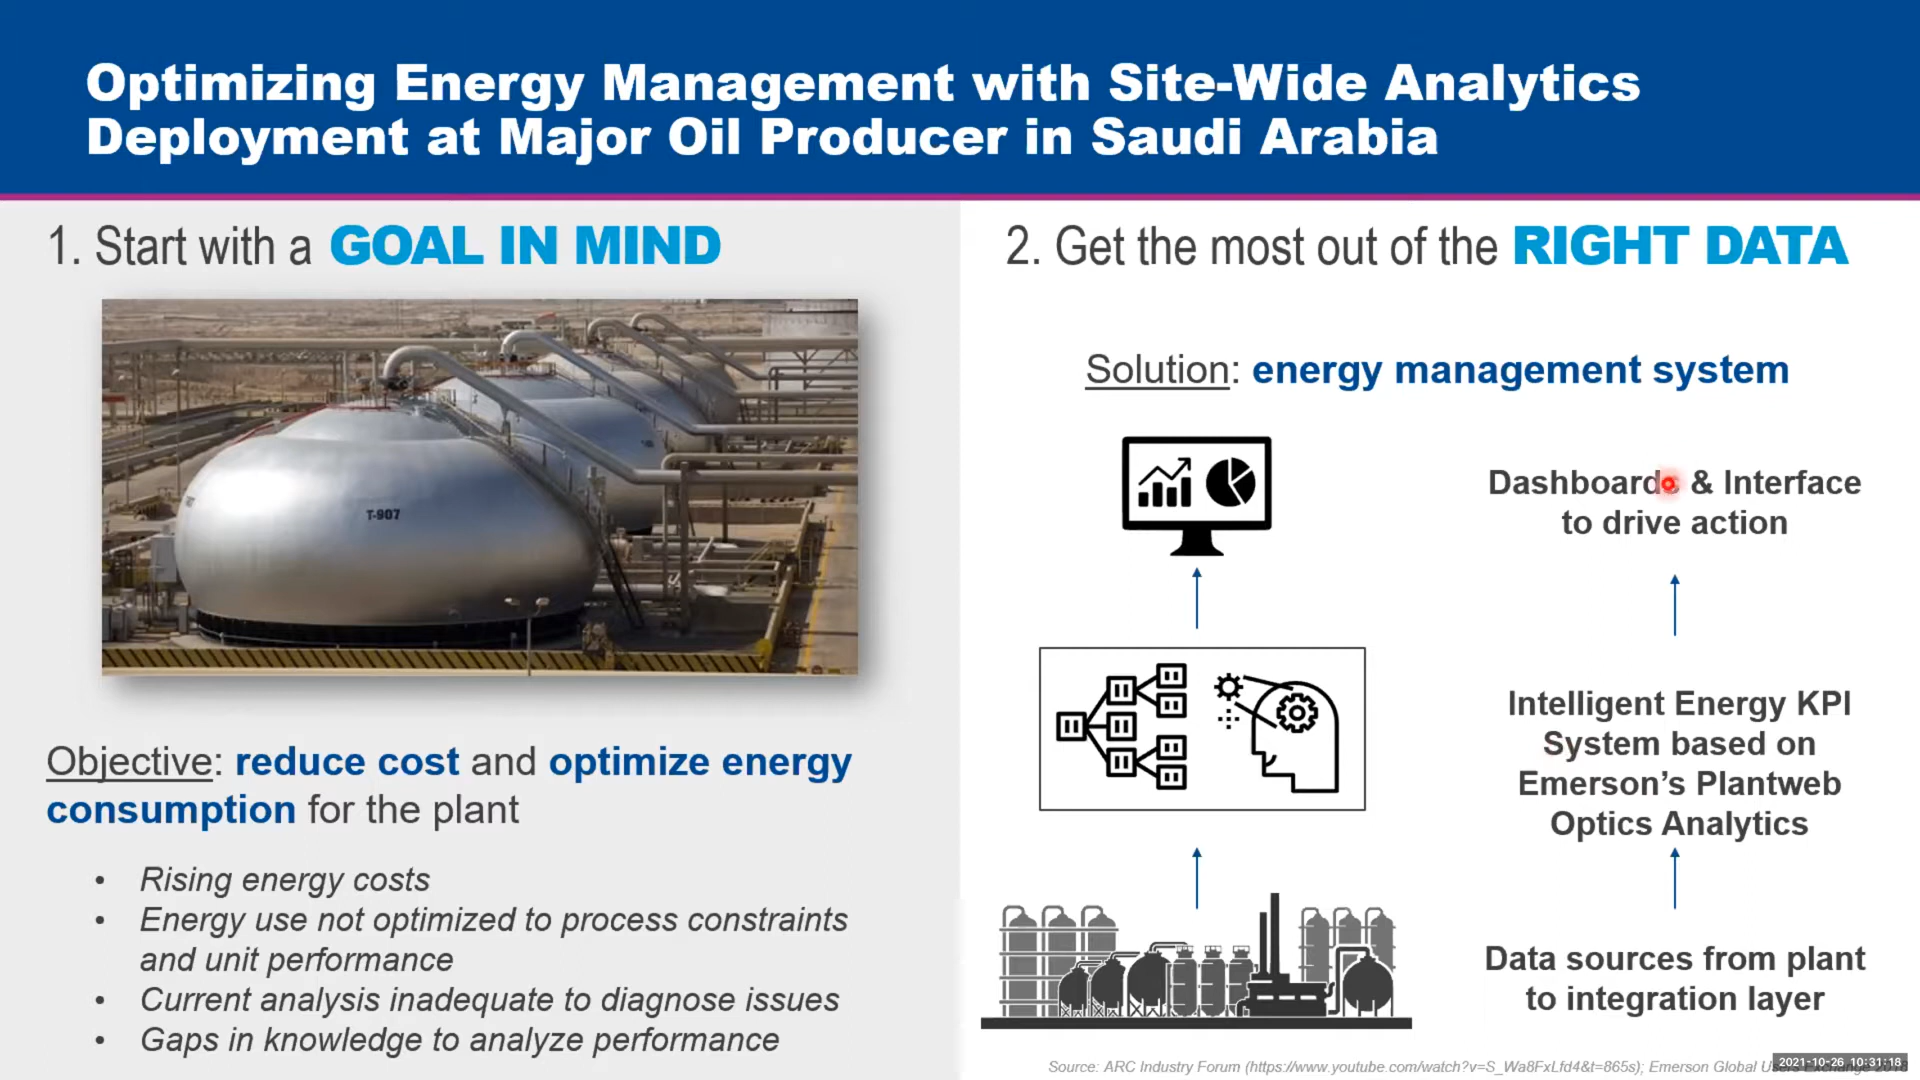 Optimizing Energy Management with Site-Wide Analytics
Deployment at Major Oil Producer in Saudi Arabia
1. Start with a GOAL IN MIND
T-907
Objective: reduce cost and optimize energy
consumption for the plant
• Rising energy costs
• Energy use not optimized to process constraints
and unit performance
• Current analysis inadequate to diagnose issues
• Gaps in knowledge to analyze performance
2. Get the most out of the RIGHT DATA
Solution: energy management system
Dashboards & Interface
to drive action
Intelligent Energy KPI
System based on
Emerson's Plantweb
Optics Analytics
Data sources from plant
to integration layer
Source: ARC Industry Forum (https://www.youtube.com/watch?v=S_Wa8FxLfd4&t=865s); Emerson Global Users Exchange
2021-10-26 10:31:18